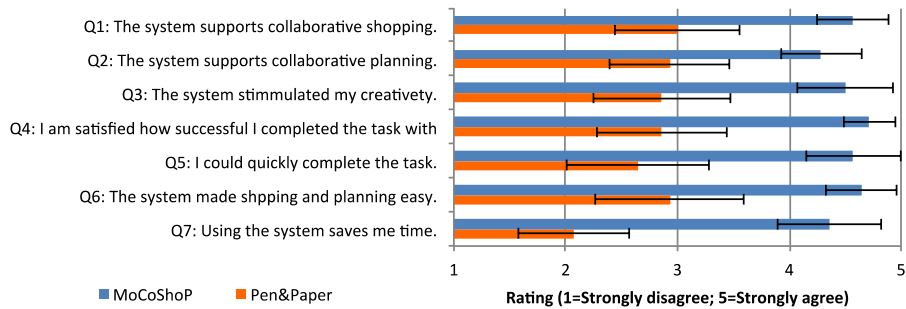 Q1: The system supports collaborative shopping.
Q2: The system supports collaborative planning.
Q3: The system stimmulated my creativety.
Q4: I am satisfied how successful I completed the task with
Q5: I could quickly complete the task.
Q6: The system made shpping and planning easy.
Q7: Using the system saves me time.
1 2 3 4 5
MoCoShoP Pen&Paper
Rating (1=Strongly disagree; 5=Strongly agree)